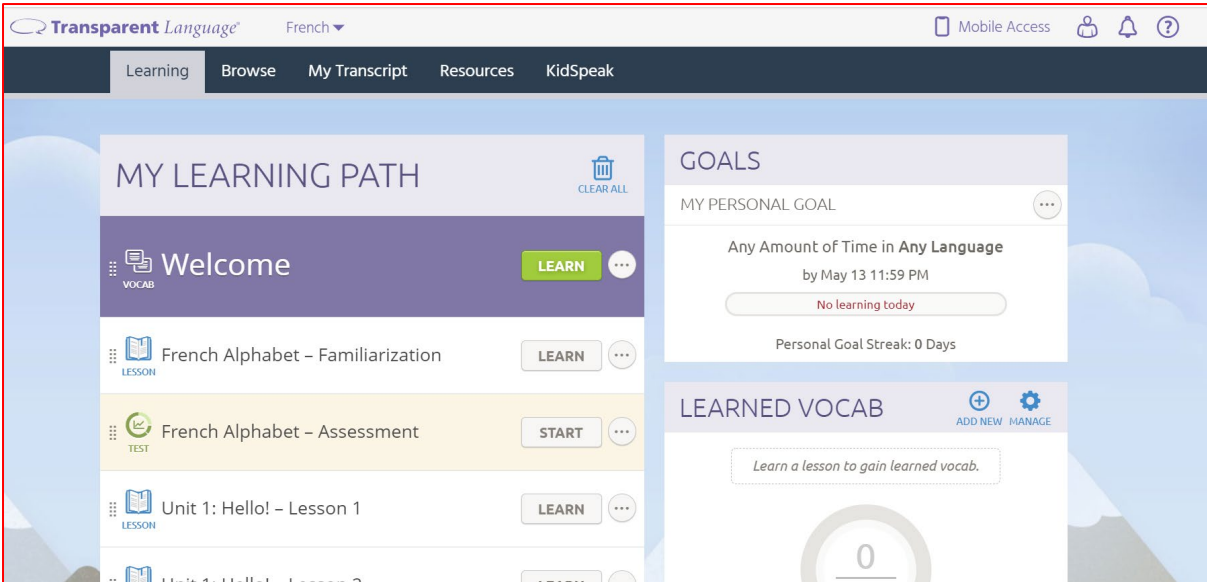 Transparent Language®
French
Mobile Access
Learning
Browse
My Transcript
Resources
KidSpeak
MY LEARNING PATH
CLEAR ALL
Welcome
VOCAB
LEARN
French Alphabet – Familiarization
LESSON
LEARN
French Alphabet – Assessment
TEST
START
Unit 1: Hello! – Lesson 1
LESSON
LEARN
GOALS
MY PERSONAL GOAL
Any Amount of Time in Any Language
by May 13 11:59 PM
No learning today
Personal Goal Streak: 0 Days
LEARNED VOCAB
ADD NEW
MANAGE
Learn a lesson to gain learned vocab.
0